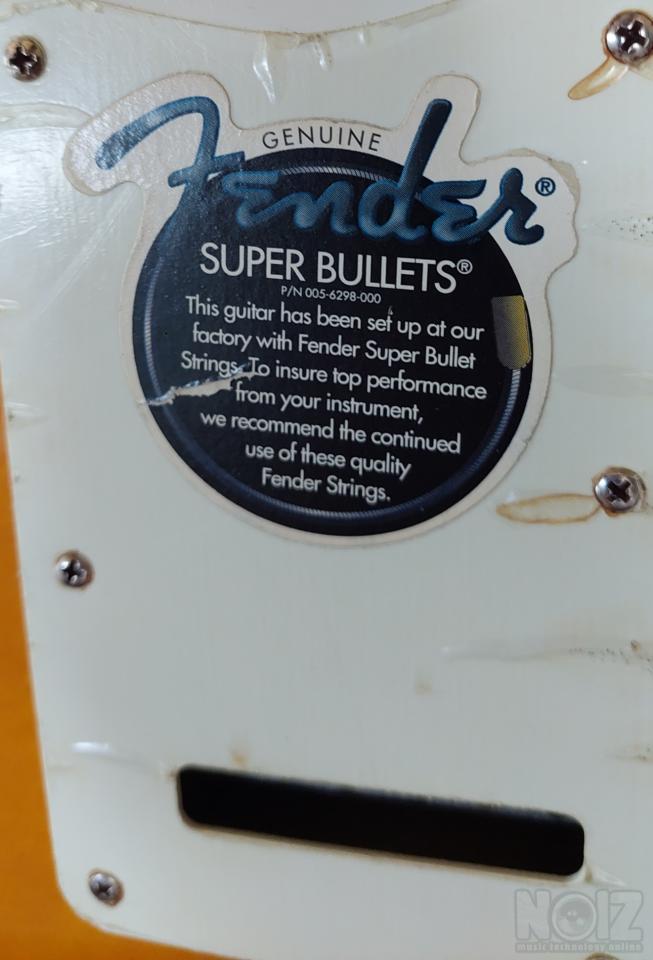 GENUINE
Fender®
SUPER BULLETS®
P/N 005-6298-000
This guitar has been set up at our
factory with Fender Super Bullet
Strings. To insure top performance
from your instrument,
we recommend the continued
use of these quality
Fender Strings.
NOIZ
music technology online